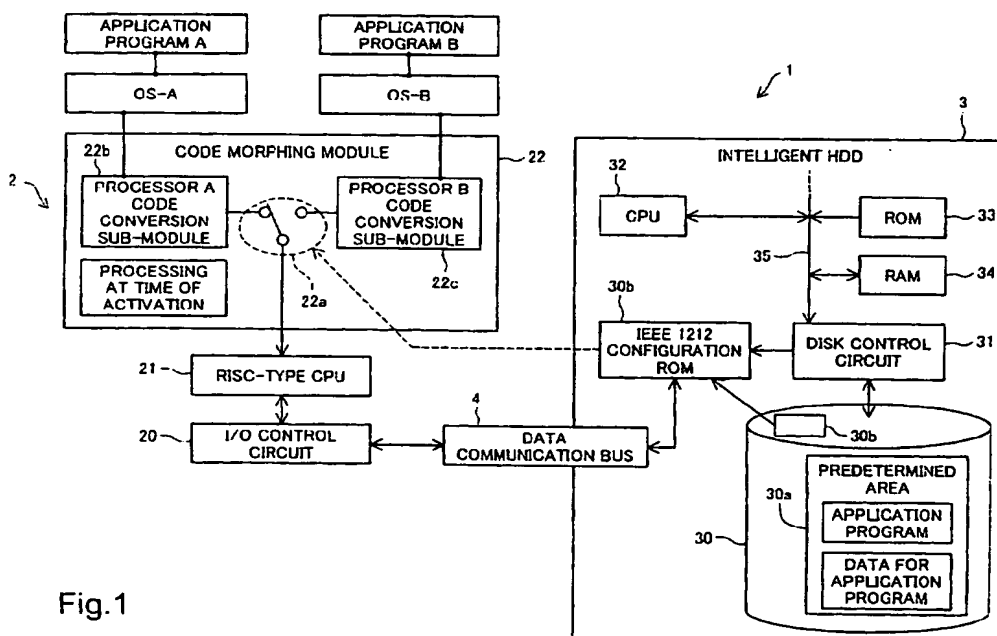 APPLICATION
PROGRAM A
APPLICATION
PROGRAM B
OS-A
OS-B
1
3
2
22b
CODE MORPHING MODULE
22
PROCESSOR A
CODE
CONVERSION
SUB-MODULE
PROCESSOR B
CODE
CONVERSION
SUB-MODULE
PROCESSING
AT TIME OF
ACTIVATION
22a
22c
INTELLIGENT HDD
32
CPU
ROM
33
35
RAM
34
30b
IEEE 1212
CONFIGURATION
ROM
DISK CONTROL
CIRCUIT
31
21
RISC-TYPE CPU
20
I/O CONTROL
CIRCUIT
4
DATA
COMMUNICATION BUS
30b
PREDETERMINED
AREA
30a
APPLICATION
PROGRAM
30
DATA FOR
APPLICATION
PROGRAM
Fig.1